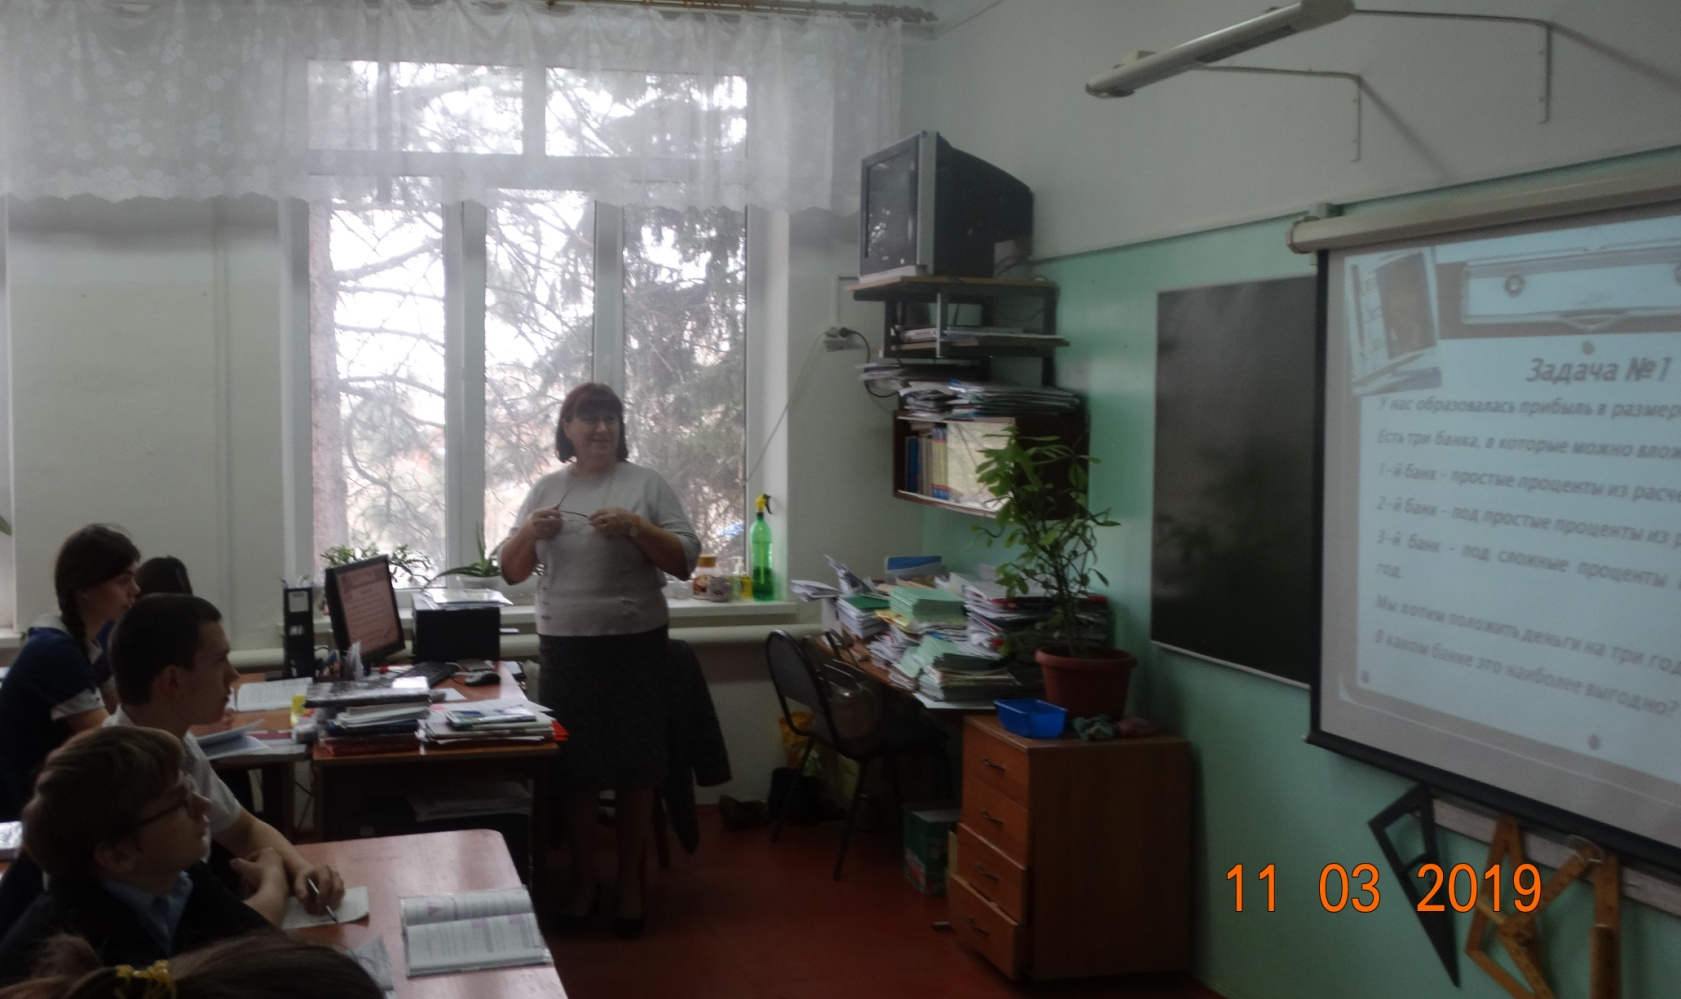 Задача №1
У нас образовалась прибыль в размер
Есть три банка, в которые можно влож
1-й банк - простые проценты из расче
2-й банк - под простые проценты из р
3-й банк - под сложные проценты
год.
Мы хотим положить деньги на три год
В каком банке это наиболее выгодно?
11 03 2019